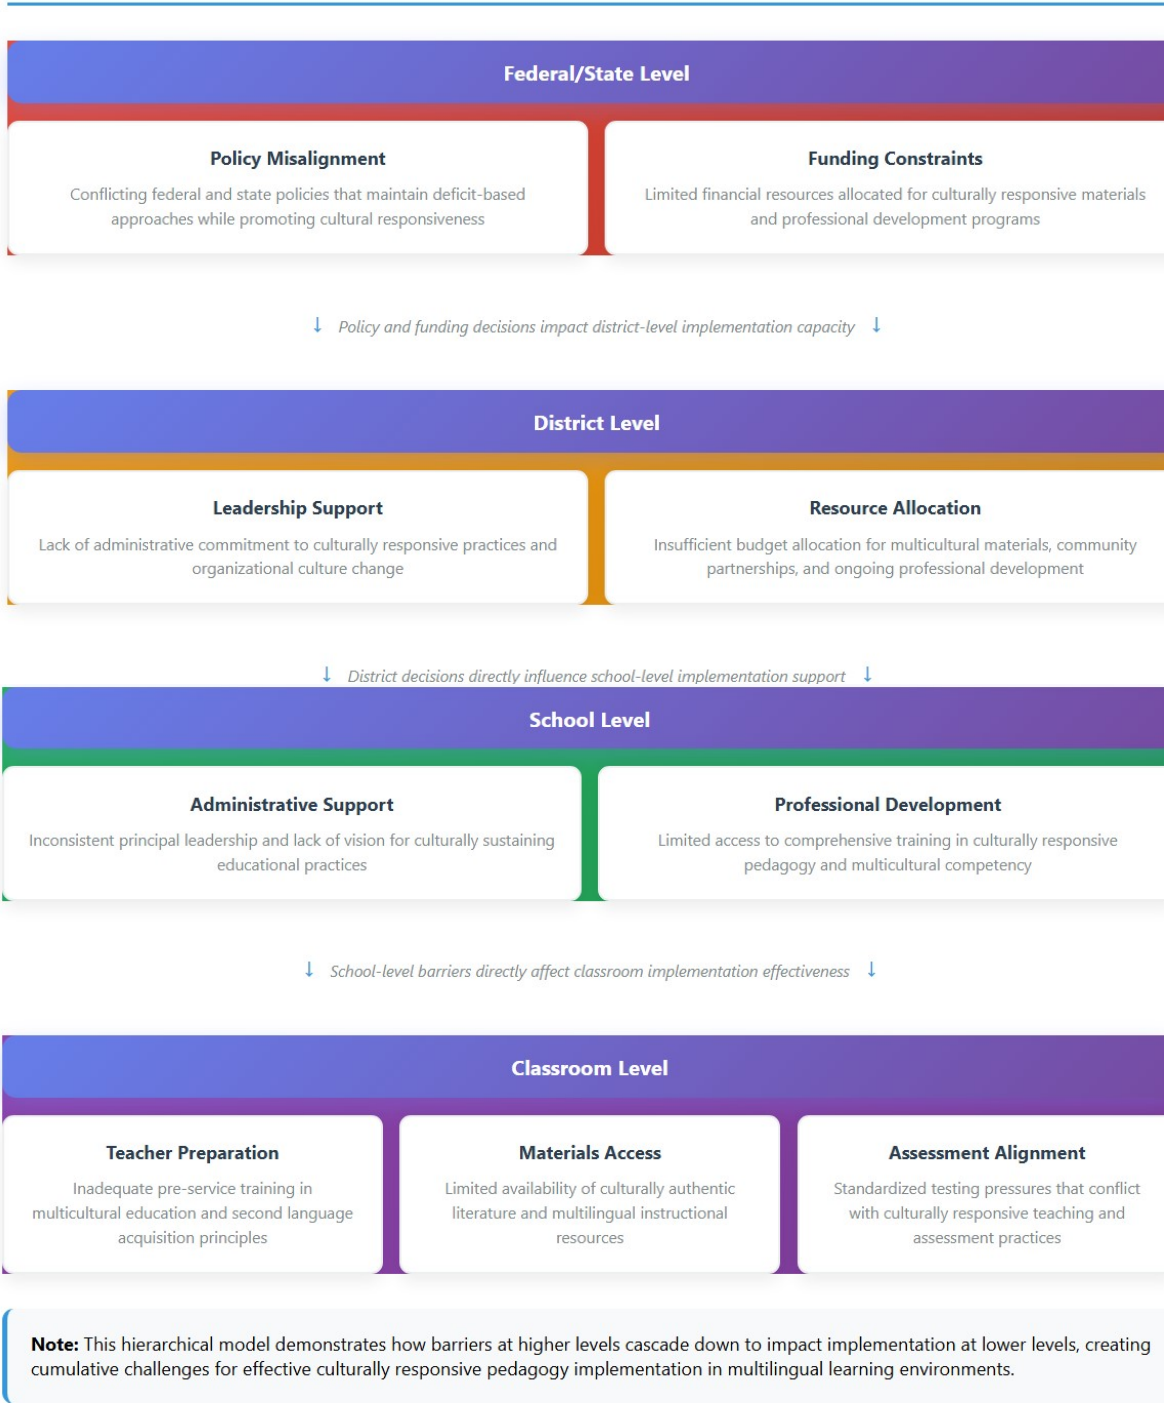 Federal/State Level
Policy Misalignment
Conflicting federal and state policies that maintain deficit-based
approaches while promoting cultural responsiveness
Funding Constraints
Limited financial resources allocated for culturally responsive materials
and professional development programs
↓ Policy and funding decisions impact district-level implementation capacity ↓
District Level
Leadership Support
Lack of administrative commitment to culturally responsive practices and
organizational culture change
Resource Allocation
Insufficient budget allocation for multicultural materials, community
partnerships, and ongoing professional development
↓ District decisions directly influence school-level implementation support ↓
School Level
Administrative Support
Inconsistent principal leadership and lack of vision for culturally sustaining
educational practices
Professional Development
Limited access to comprehensive training in culturally responsive
pedagogy and multicultural competency
↓ School-level barriers directly affect classroom implementation effectiveness ↓
Classroom Level
Teacher Preparation
Inadequate pre-service training in
multicultural education and second language
acquisition principles
Materials Access
Limited availability of culturally authentic
literature and multilingual instructional
resources
Assessment Alignment
Standardized testing pressures that conflict
with culturally responsive teaching and
assessment practices
Note: This hierarchical model demonstrates how barriers at higher levels cascade down to impact implementation at lower levels, creating
cumulative challenges for effective culturally responsive pedagogy implementation in multilingual learning environments.